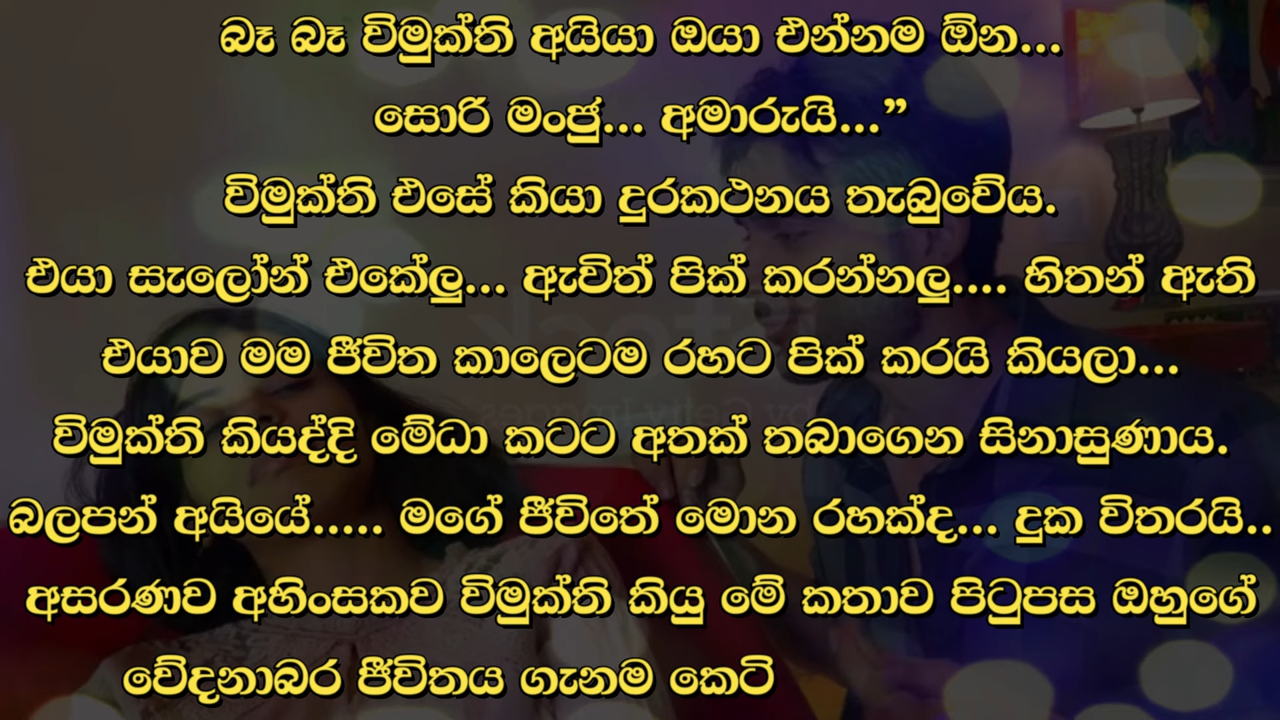 බෑ බෑ විමුක්ති අයියා ඔයා එන්නම ඕන...
සොරි මංජු... අමාරුයි...”
විමුක්ති එසේ කියා දුරකථනය තැබුවේය.
එයා සැලෝන් එකේලු... ඇවිත් පික් කරන්නලු.... හිතන් ඇති
එයාව මම ජීවිත කාලෙටම රහට පික් කරයි කියලා...
විමුක්ති කියද්දි මේධා කටට අතක් තබාගෙන සිනාසුණාය.
බලපන් අයියේ..... මගේ ජීවිතේ මොන රහක්ද... දුක විතරයි..
අසරණව අහිංසකව විමුක්ති කියු මේ කතාව පිටුපස ඔහුගේ
වේදනාබර ජීවිතය ගැනම කෙටි